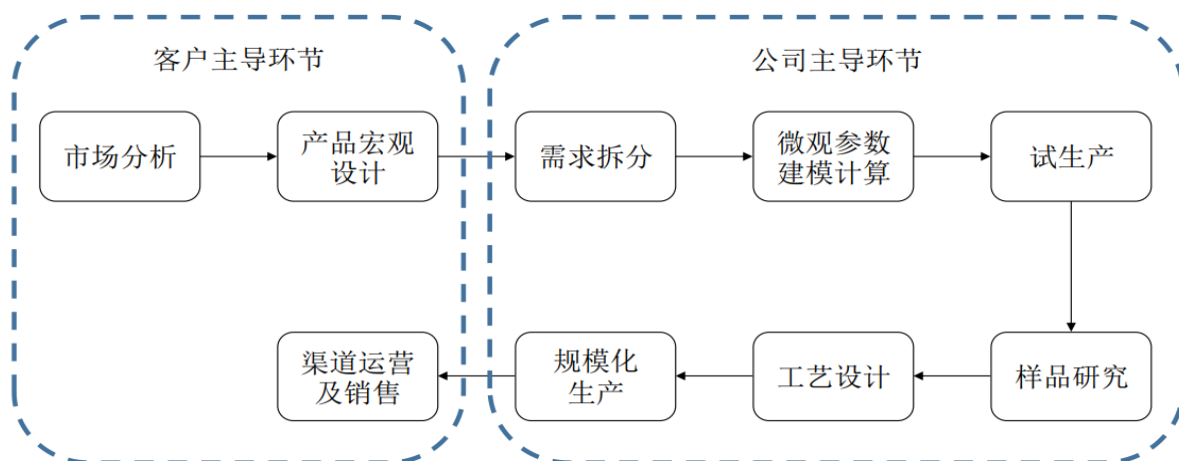 客户主导环节
公司主导环节
市场分析
产品宏观
设计
需求拆分
微观参数
建模计算
试生产
渠道运营
及销售
规模化
生产
工艺设计
样品研究